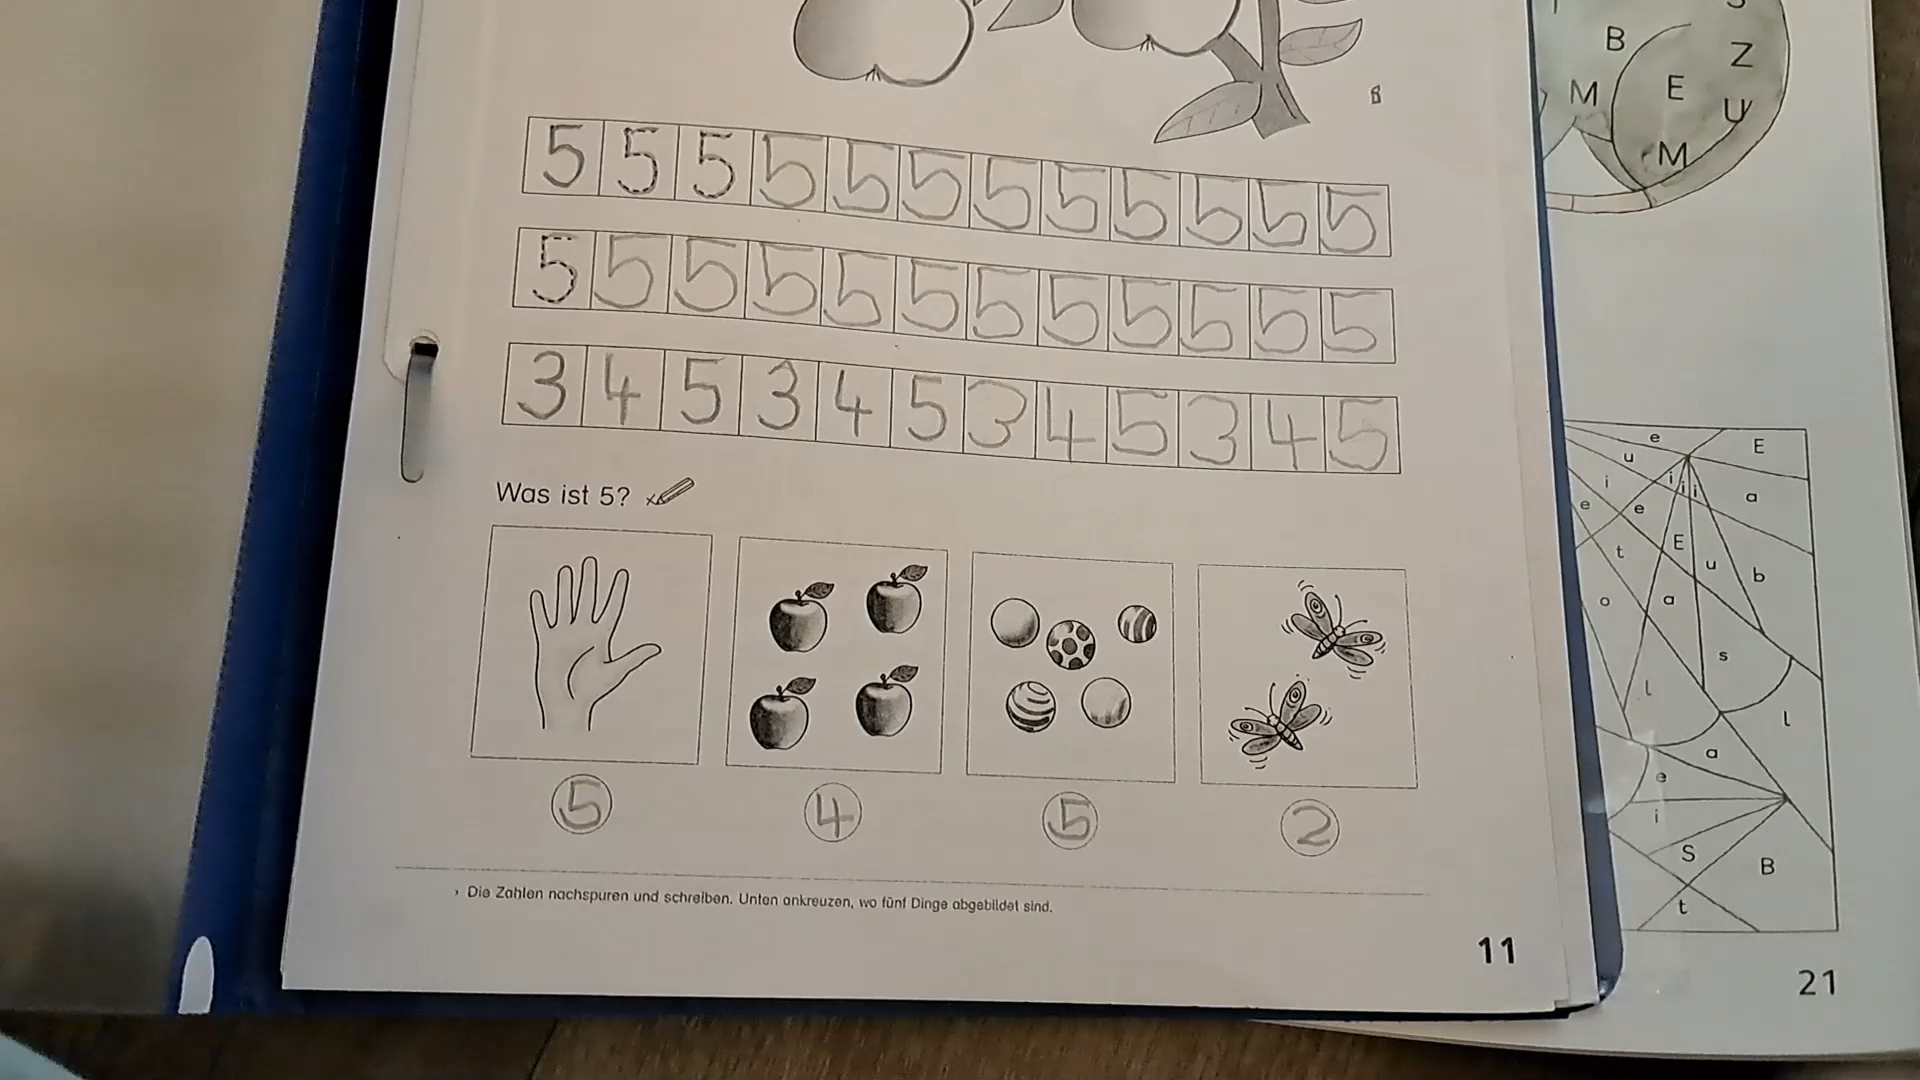 5 5 5 5 5 5 5 5 5 5 5 5
5 5 5 5 5 5 5 5 5 5 5 5
3 4 5 3 4 5 3 4 5 3 4 5
Was ist 5?
5 4 5 2
› Die Zahlen nachspuren und schreiben. Unten ankreuzen, wo fünf Dinge abgebildet sind.
11
B Z
M E U
M
e E
u
i i i i a
e e
t E u b
o a
s
l l
a
e
i
S B
t
21